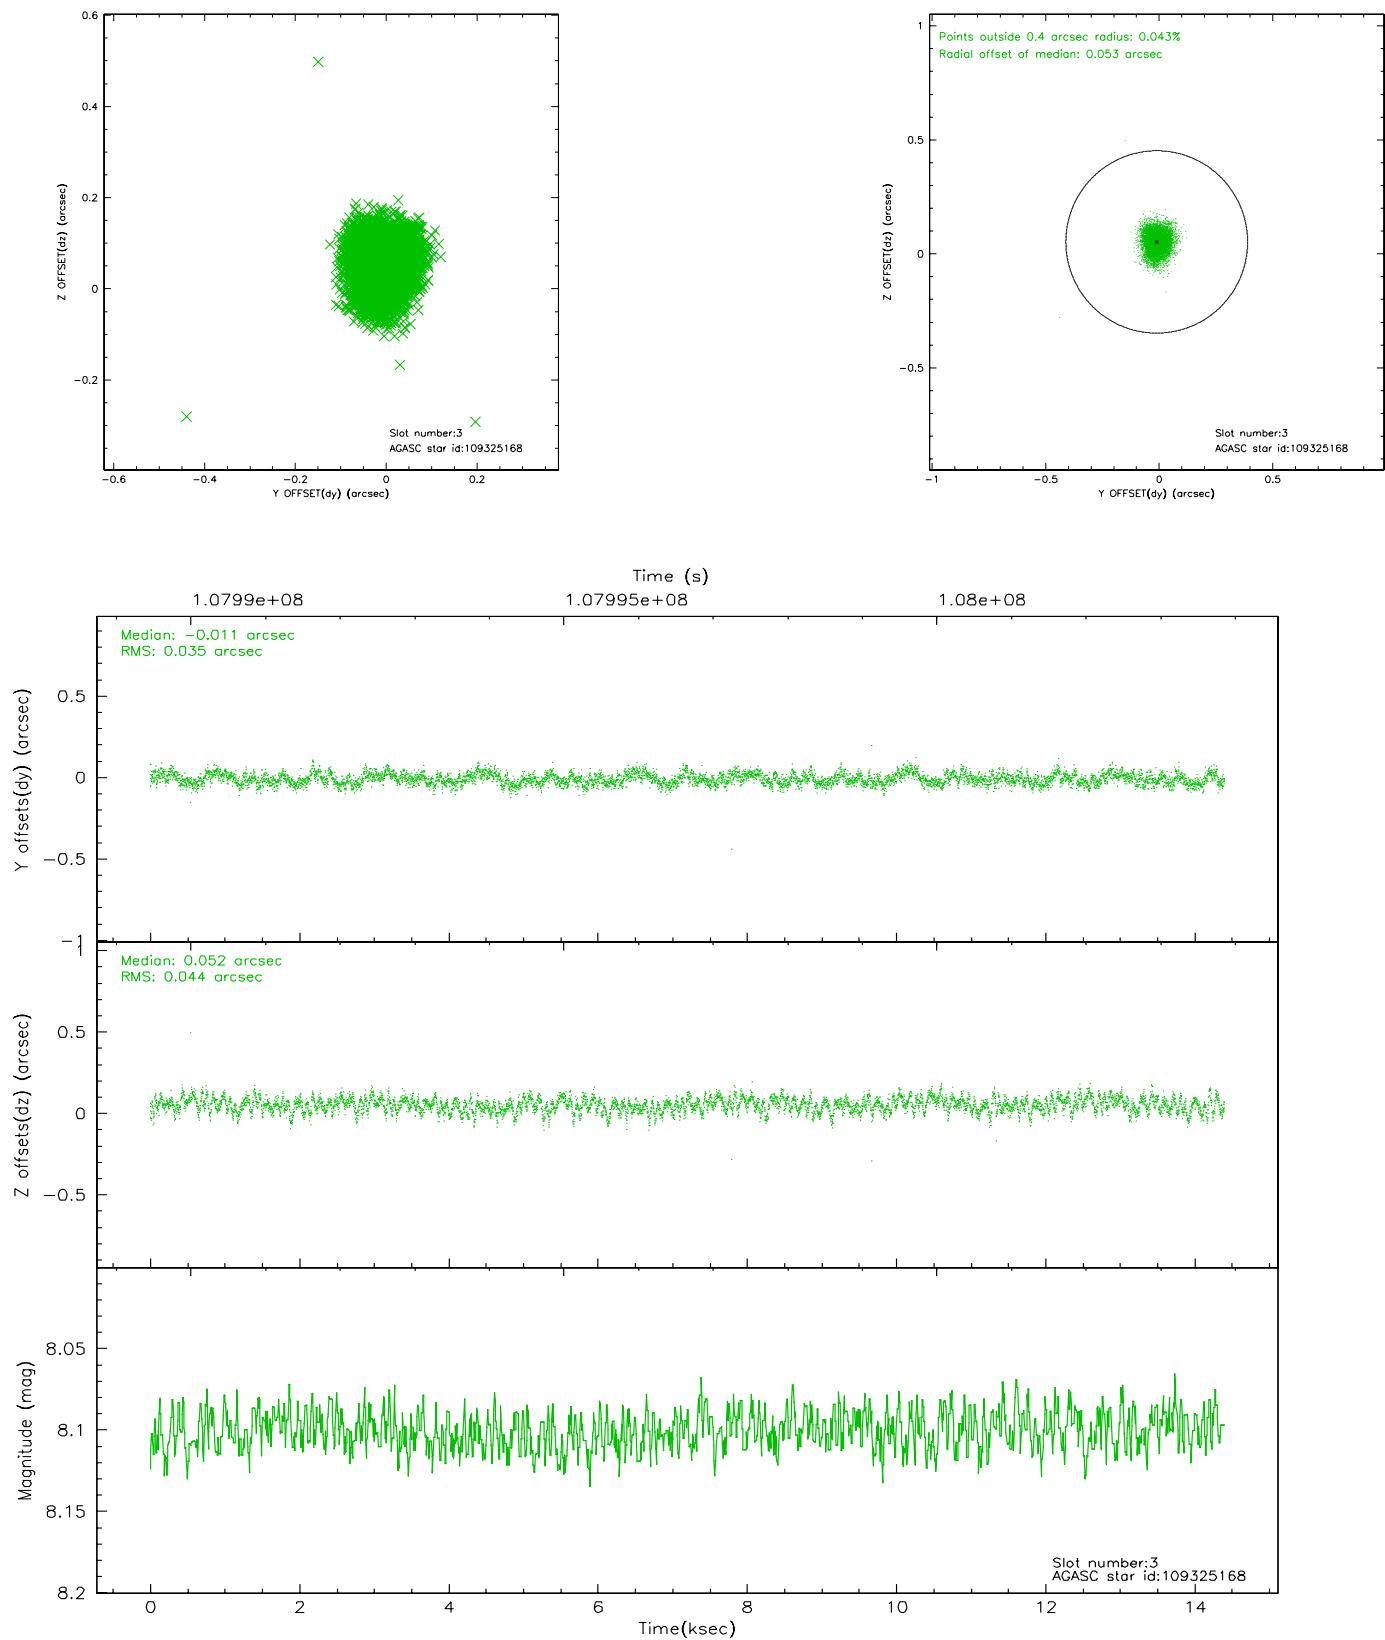 0.6
0.4
0.2
0
−0.2
Z OFFSET(dz) (arcsec)
Slot number:3
AGASC star id:109325168
−0.6 −0.4 −0.2 0 0.2
Y OFFSET(dy) (arcsec)
Points outside 0.4 arcsec radius: 0.043%
Radial offset of median: 0.053 arcsec
1
0.5
0
−0.5
Z OFFSET(dz) (arcsec)
Slot number:3
AGASC star id:109325168
−1 −0.5 0 0.5
Y OFFSET(dy) (arcsec)
Time (s)
1.0799e+08 1.07995e+08 1.08e+08
Median: −0.011 arcsec
RMS: 0.035 arcsec
0.5
0
−0.5
−1
Y offsets(dy) (arcsec)
1
Median: 0.052 arcsec
RMS: 0.044 arcsec
0.5
0
−0.5
Z offsets(dz) (arcsec)
8.05
8.1
8.15
8.2
Magnitude (mag)
Slot number:3
AGASC star id:109325168
0 2 4 6 8 10 12 14
Time(ksec)